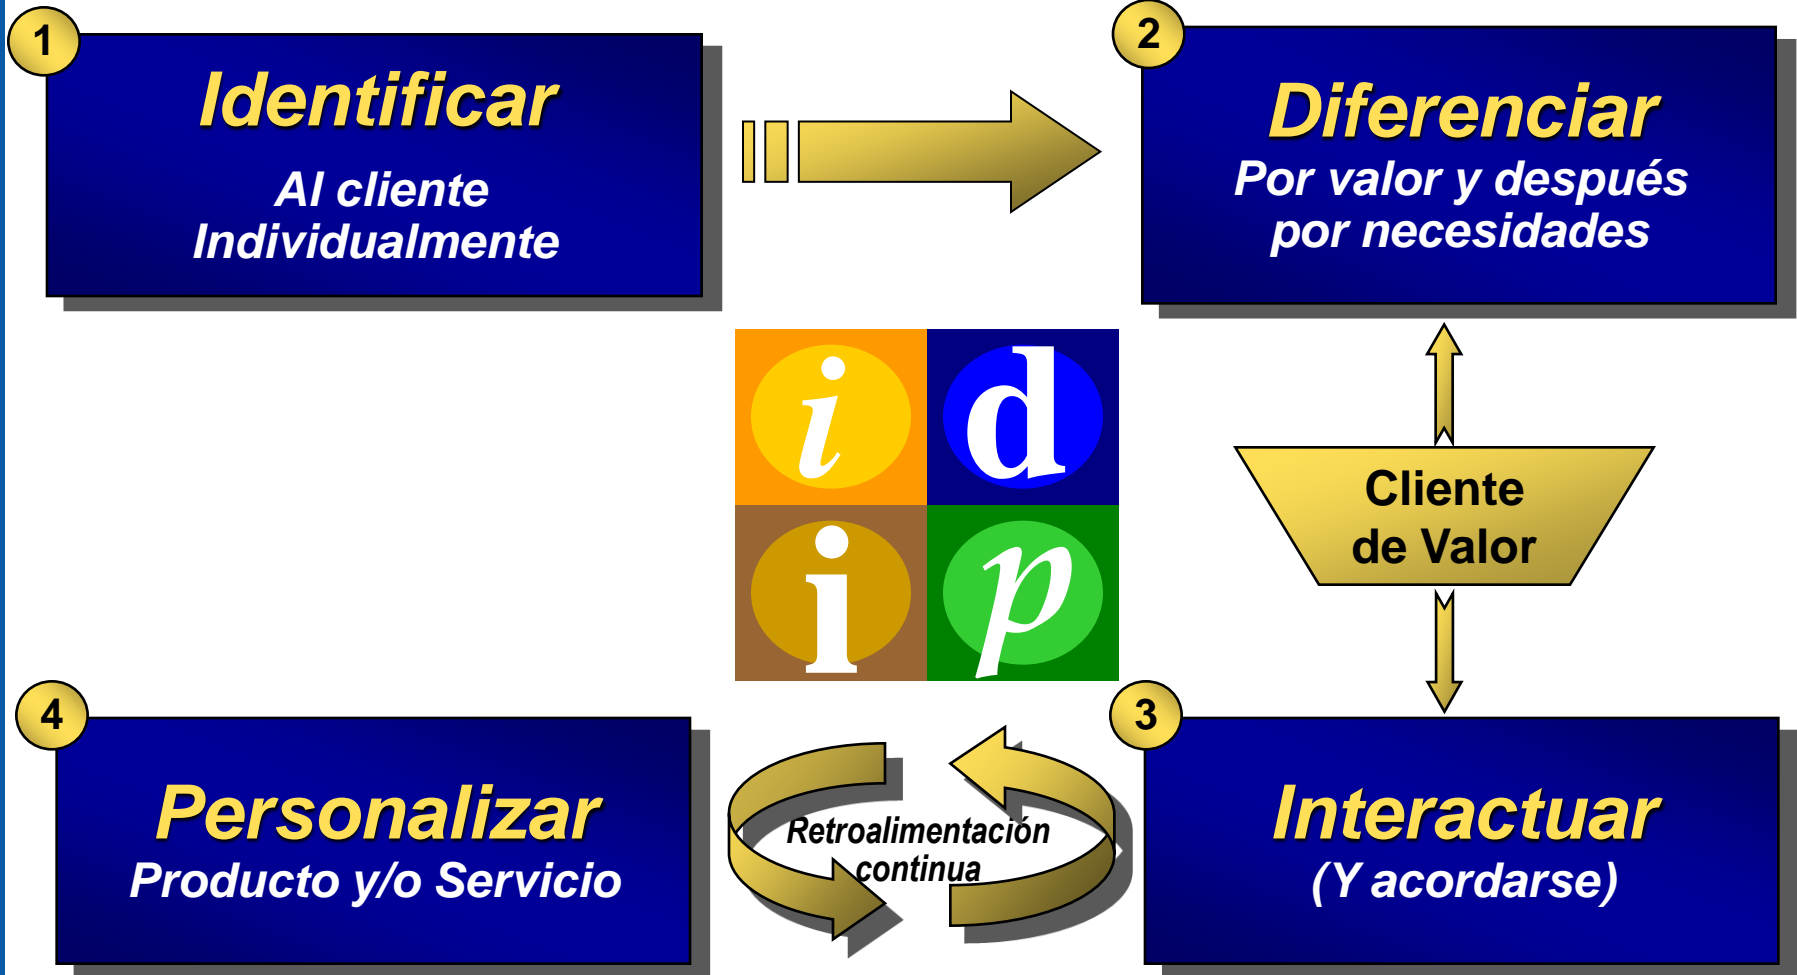 1
Identificar
Al cliente
Individualmente
2
Diferenciar
Por valor y después
por necesidades
i d
i p
Cliente
de Valor
4
Personalizar
Producto y/o Servicio
Retroalimentación
continua
3
Interactuar
(Y acordarse)